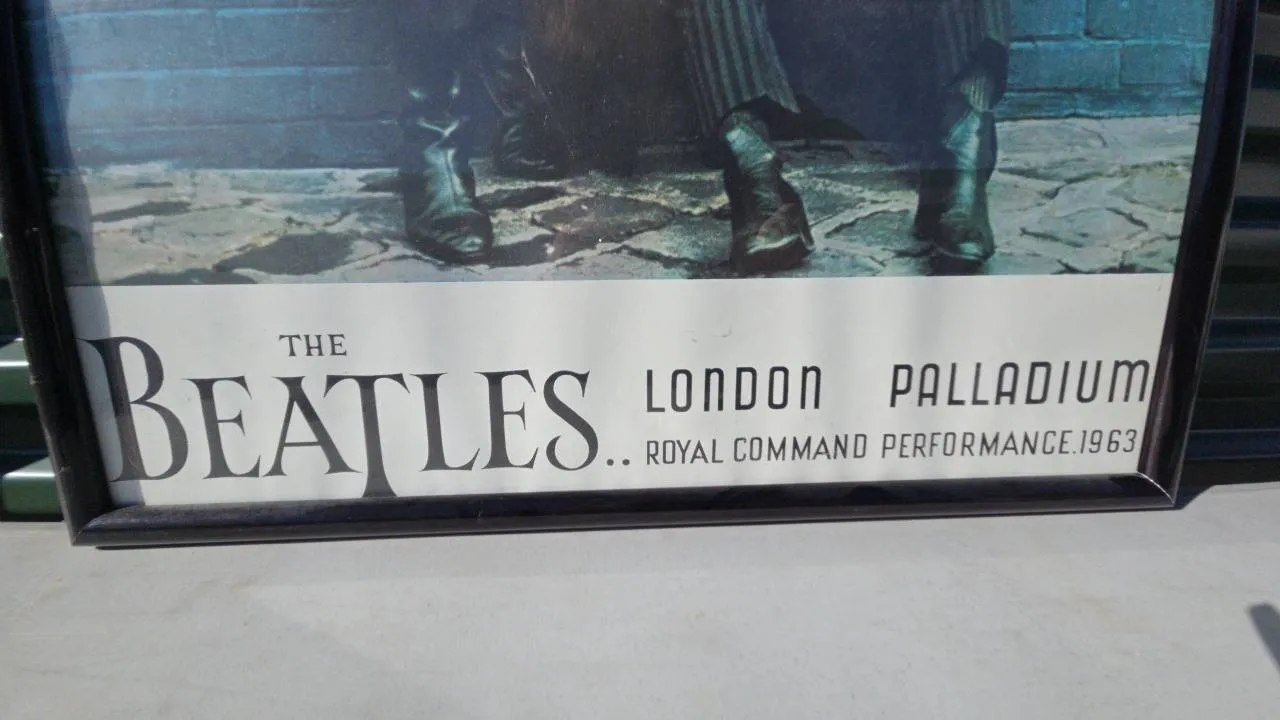 THE
BEATLES..
LONDON PALLADIUM
ROYAL COMMAND PERFORMANCE.1963